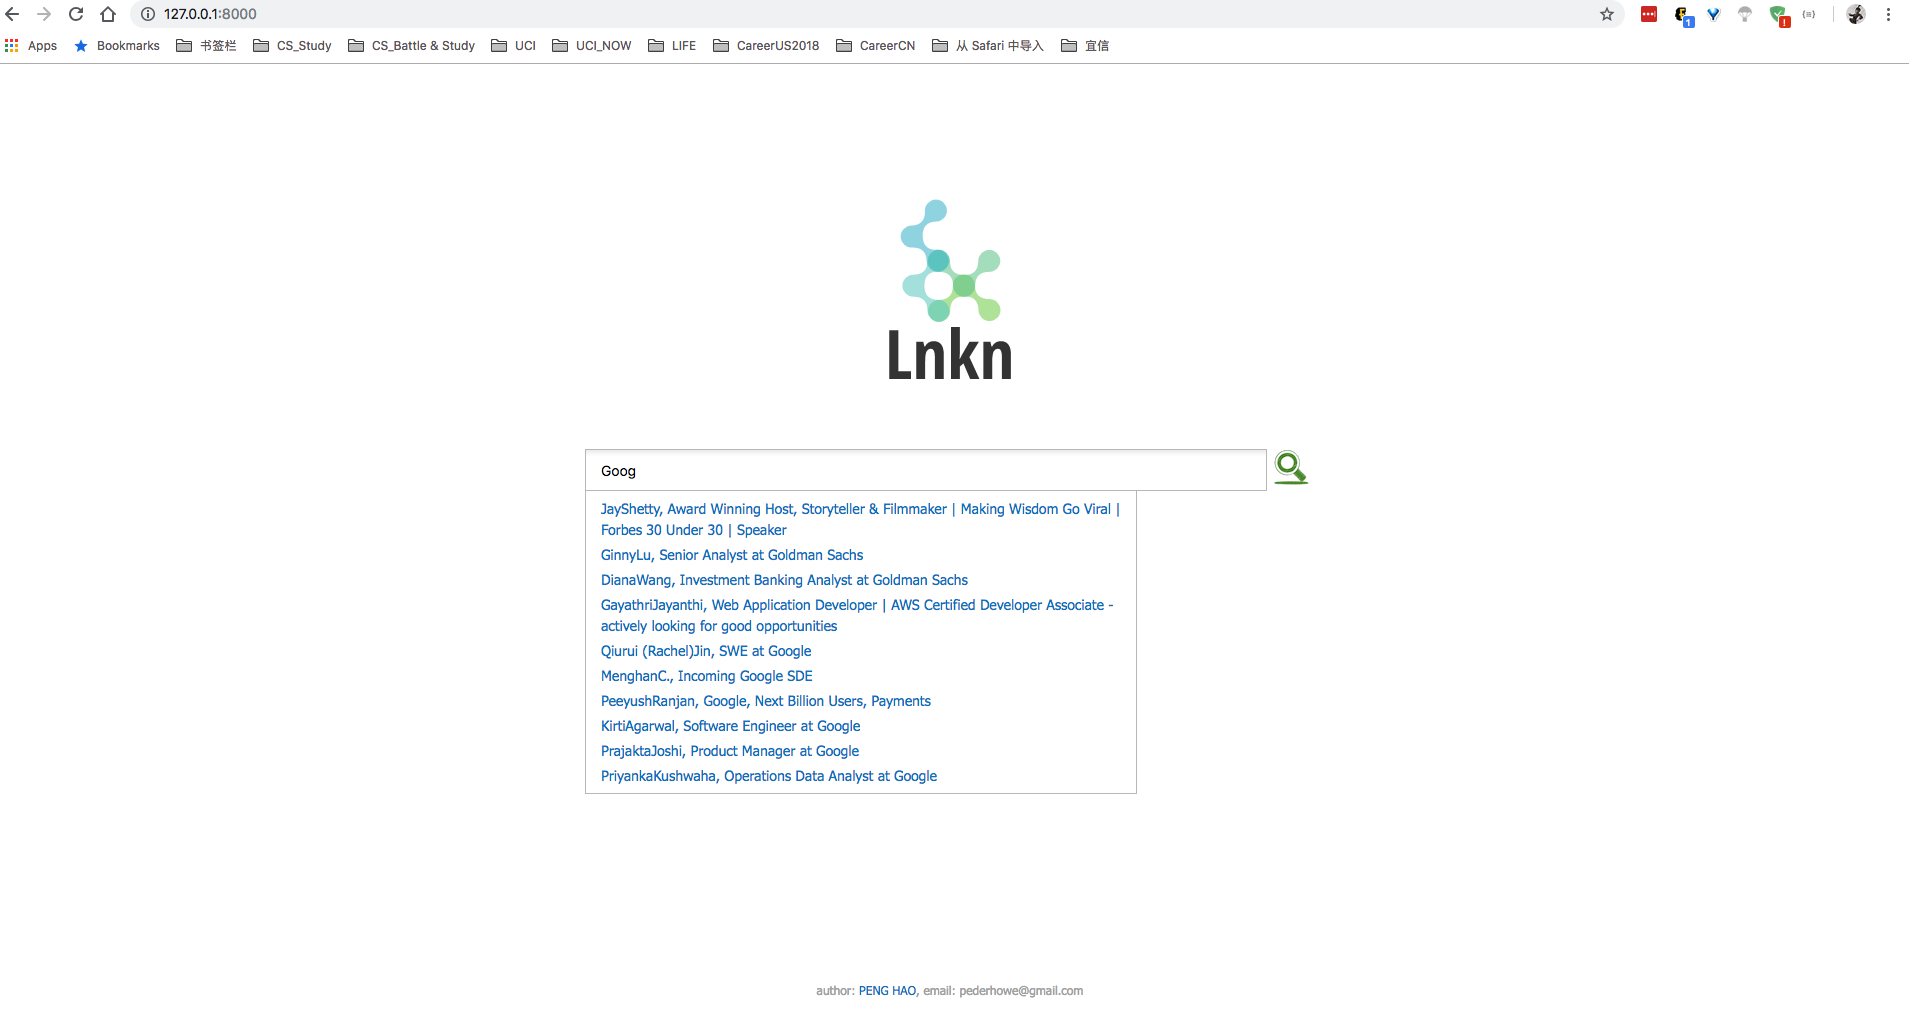 127.0.0.1:8000
Apps Bookmarks 书签栏 CS_Study CS_Battle & Study UCI UCI_NOW LIFE CareerUS2018 CareerCN 从 Safari 中导入 宜信
Lnkn
Goog
JayShetty, Award Winning Host, Storyteller & Filmmaker | Making Wisdom Go Viral |
Forbes 30 Under 30 | Speaker
GinnyLu, Senior Analyst at Goldman Sachs
DianaWang, Investment Banking Analyst at Goldman Sachs
GayathriJayanthi, Web Application Developer | AWS Certified Developer Associate -
actively looking for good opportunities
Qiurui (Rachel)Jin, SWE at Google
MenghanC., Incoming Google SDE
PeeyushRanjan, Google, Next Billion Users, Payments
KirtiAgarwal, Software Engineer at Google
PrajaktaJoshi, Product Manager at Google
PriyankaKushwaha, Operations Data Analyst at Google
author: PENG HAO, email: pederhowe@gmail.com